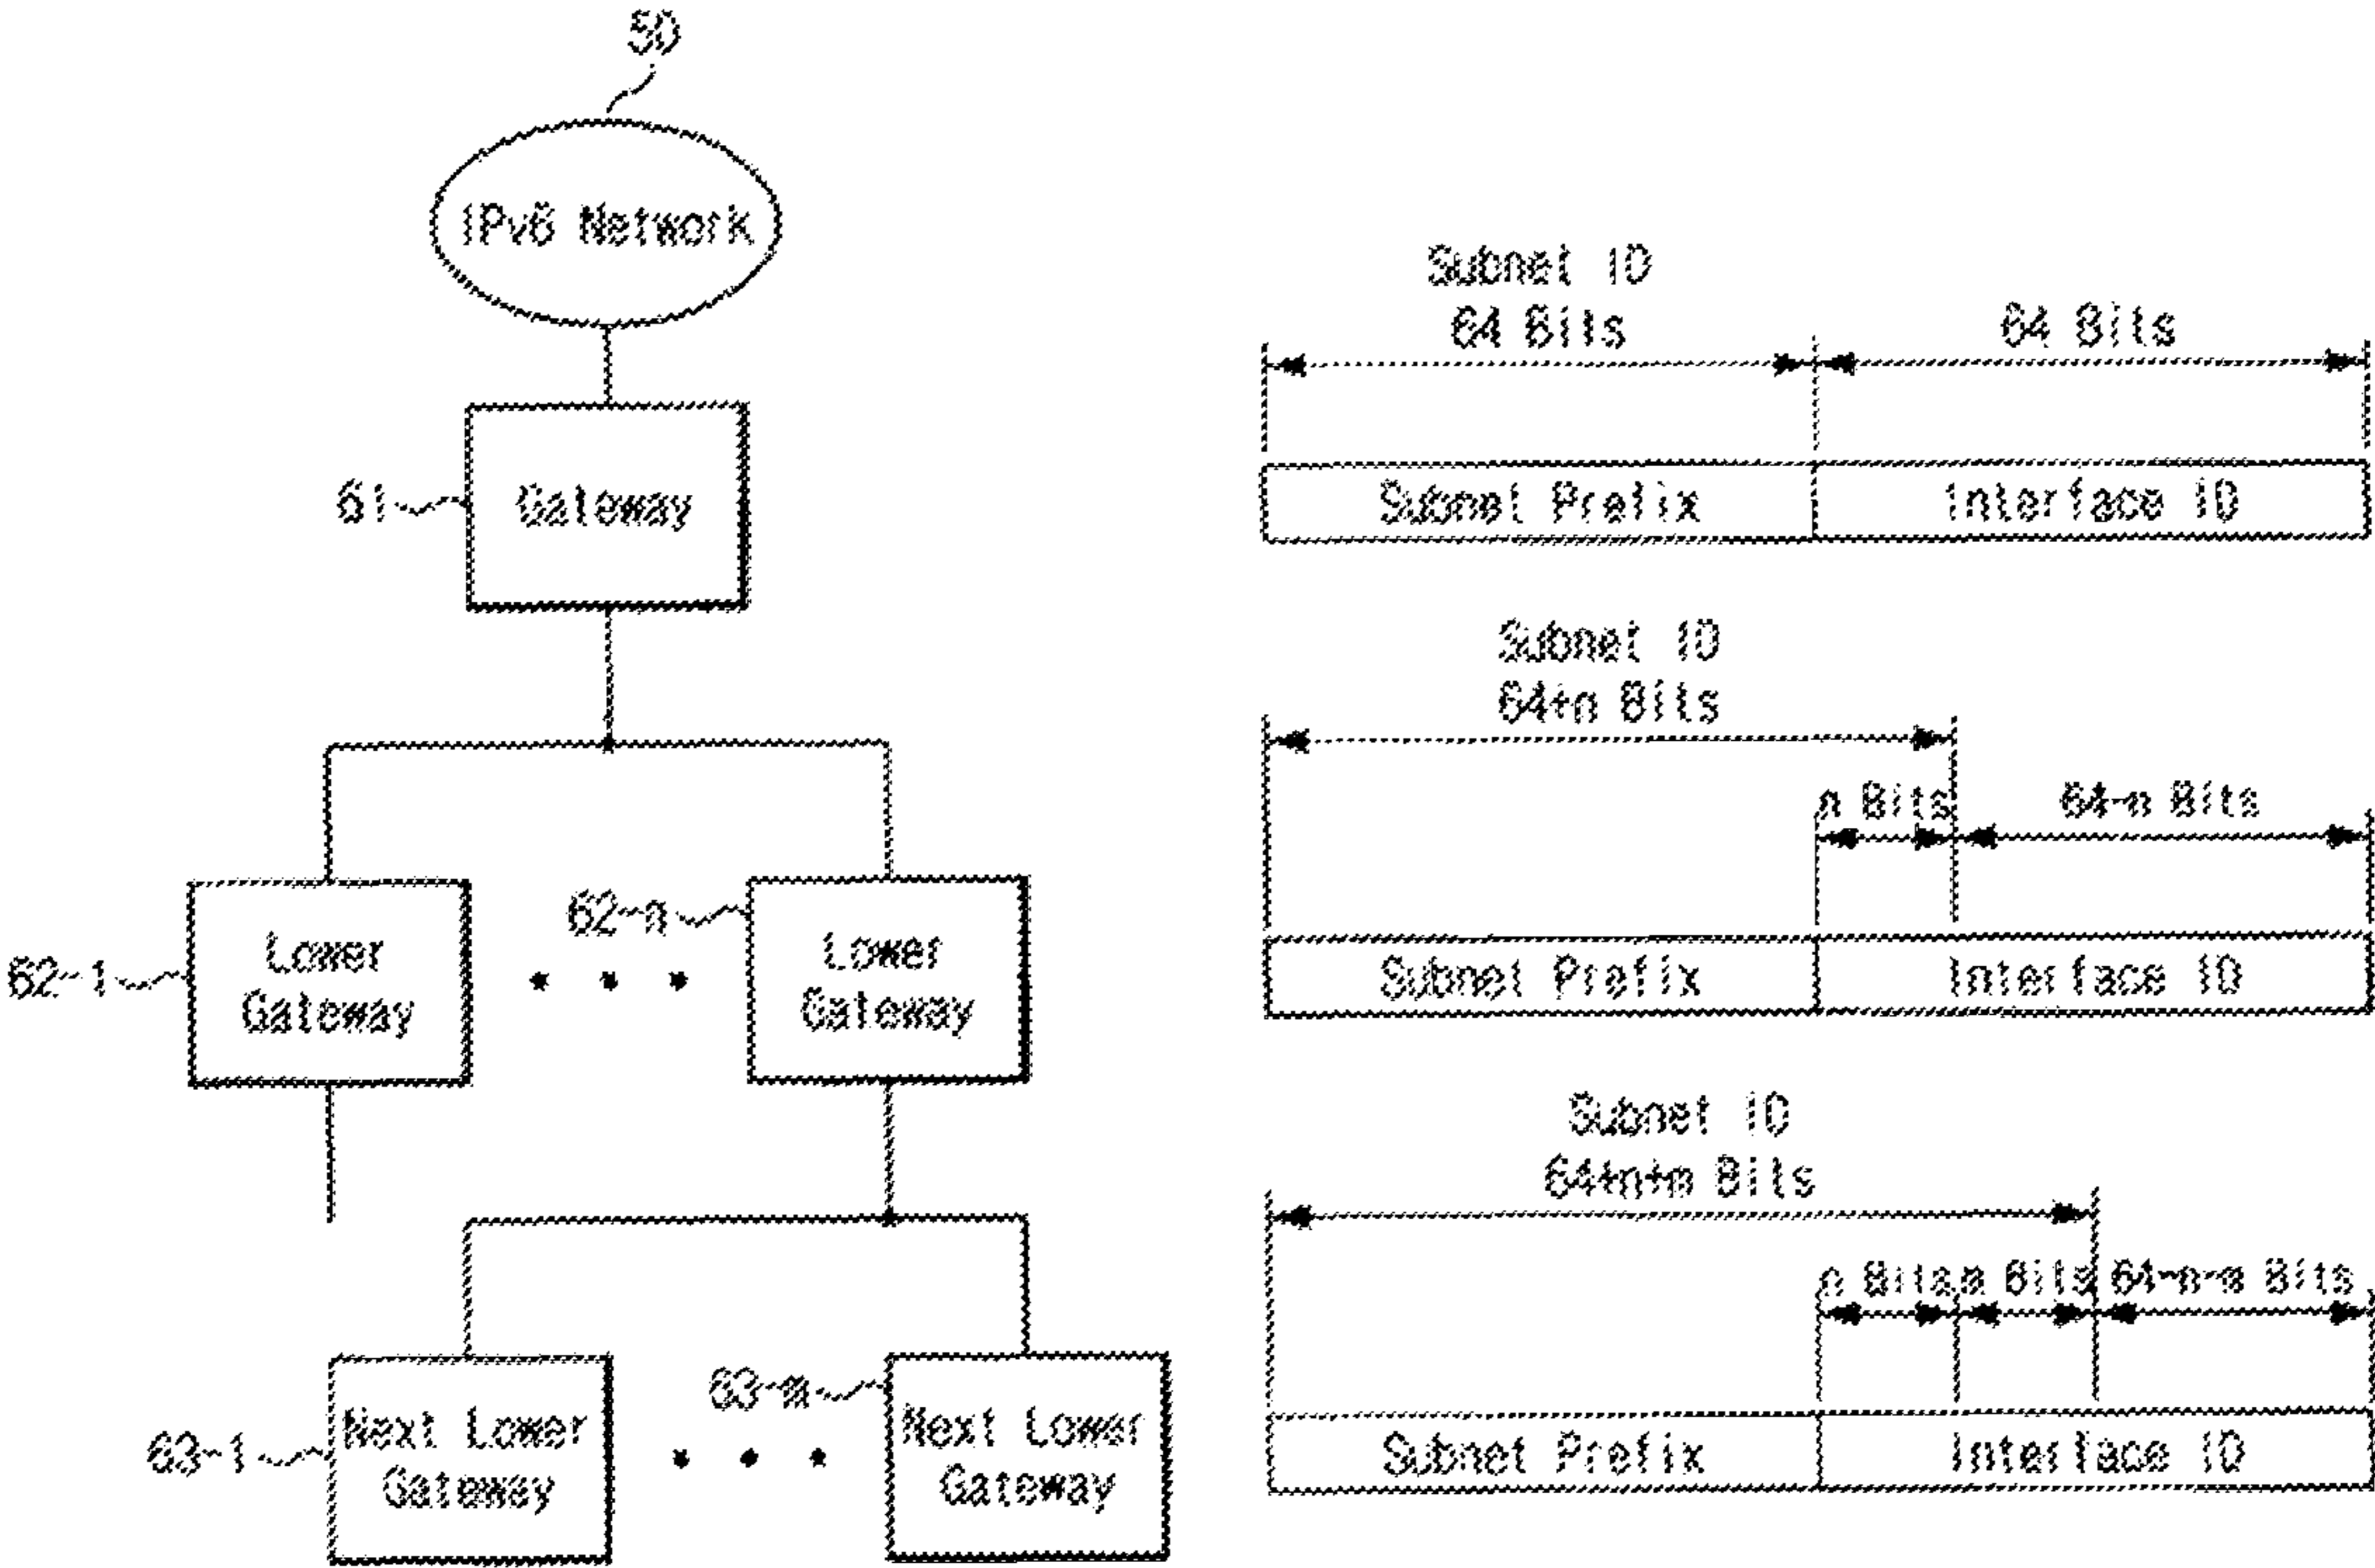 50
IPv6 Network
61
Gateway
62-1
Lower
Gateway
62-n
Lower
Gateway
63-1
Next Lower
Gateway
63-m
Next Lower
Gateway
Subnet ID
64 Bits
64 Bits
Subnet Prefix
Interface ID
Subnet ID
64+n Bits
n Bits
64-n Bits
Subnet Prefix
Interface ID
Subnet ID
64+n+m Bits
n Bits
m Bits
64-n-m Bits
Subnet Prefix
Interface ID